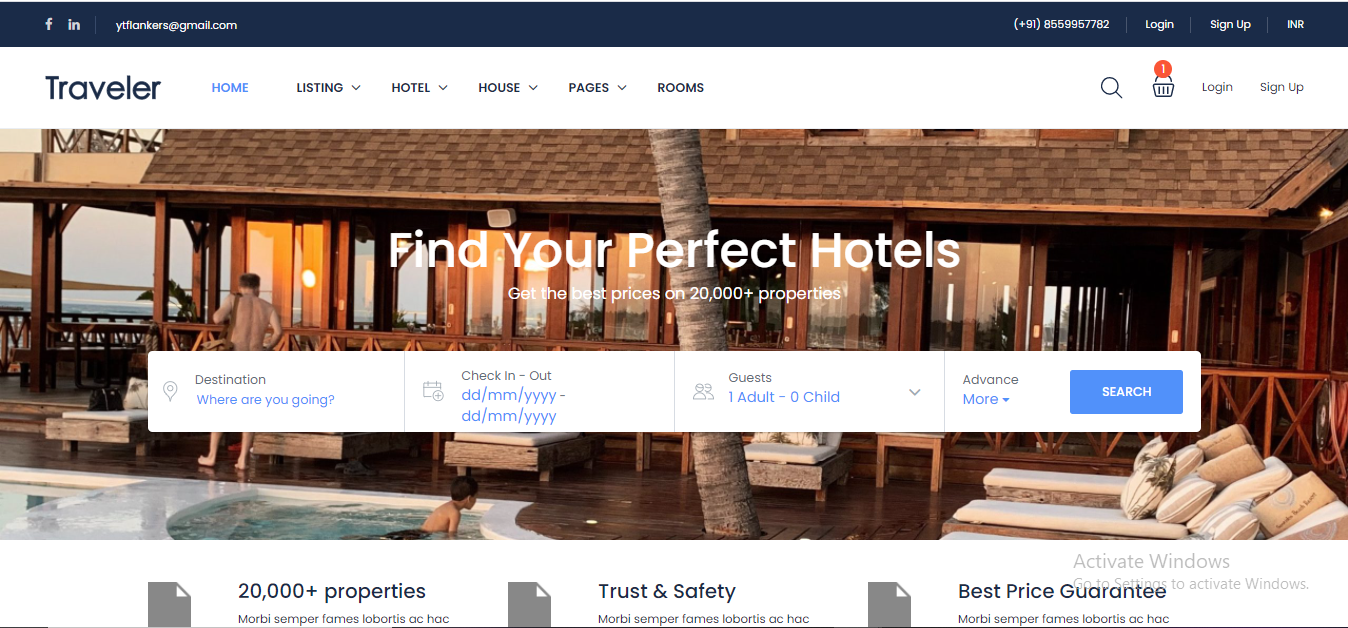 ytflankers@gmail.com
(+91) 8559957782
Login
Sign Up
INR
Traveler
HOME
LISTING
HOTEL
HOUSE
PAGES
ROOMS
1
Login
Sign Up
Find Your Perfect Hotels
Get the best prices on 20,000+ properties
Destination
Where are you going?
Check In - Out
dd/mm/yyyy -
dd/mm/yyyy
Guests
1 Adult - 0 Child
Advance
More
SEARCH
Activate Windows
Go to Settings to activate Windows.
20,000+ properties
Morbi semper fames lobortis ac hac
Trust & Safety
Morbi semper fames lobortis ac hac
Best Price Guarantee
Morbi semper fames lobortis ac hac